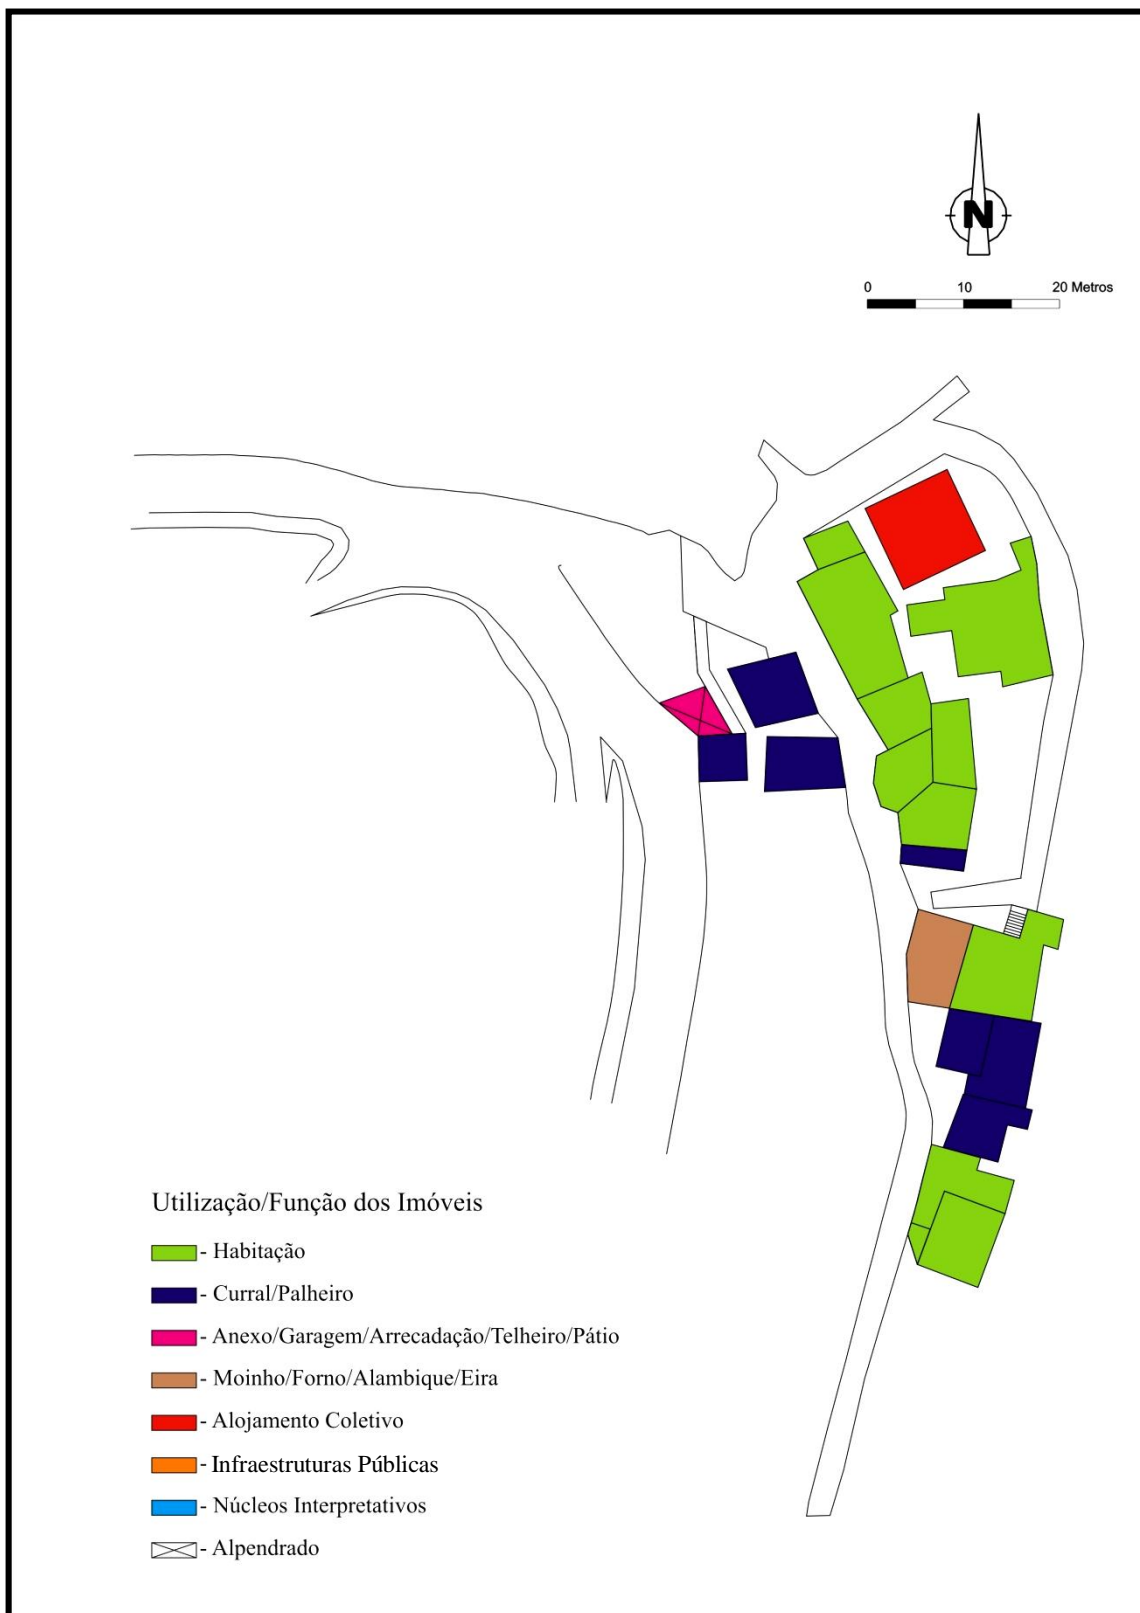 N
0 10 20 Metros
Utilização/Função dos Imóveis
- Habitação
- Curral/Palheiro
- Anexo/Garagem/Arrecadação/Telheiro/Pátio
- Moinho/Forno/Alambique/Eira
- Alojamento Coletivo
- Infraestruturas Públicas
- Núcleos Interpretativos
- Alpendrado